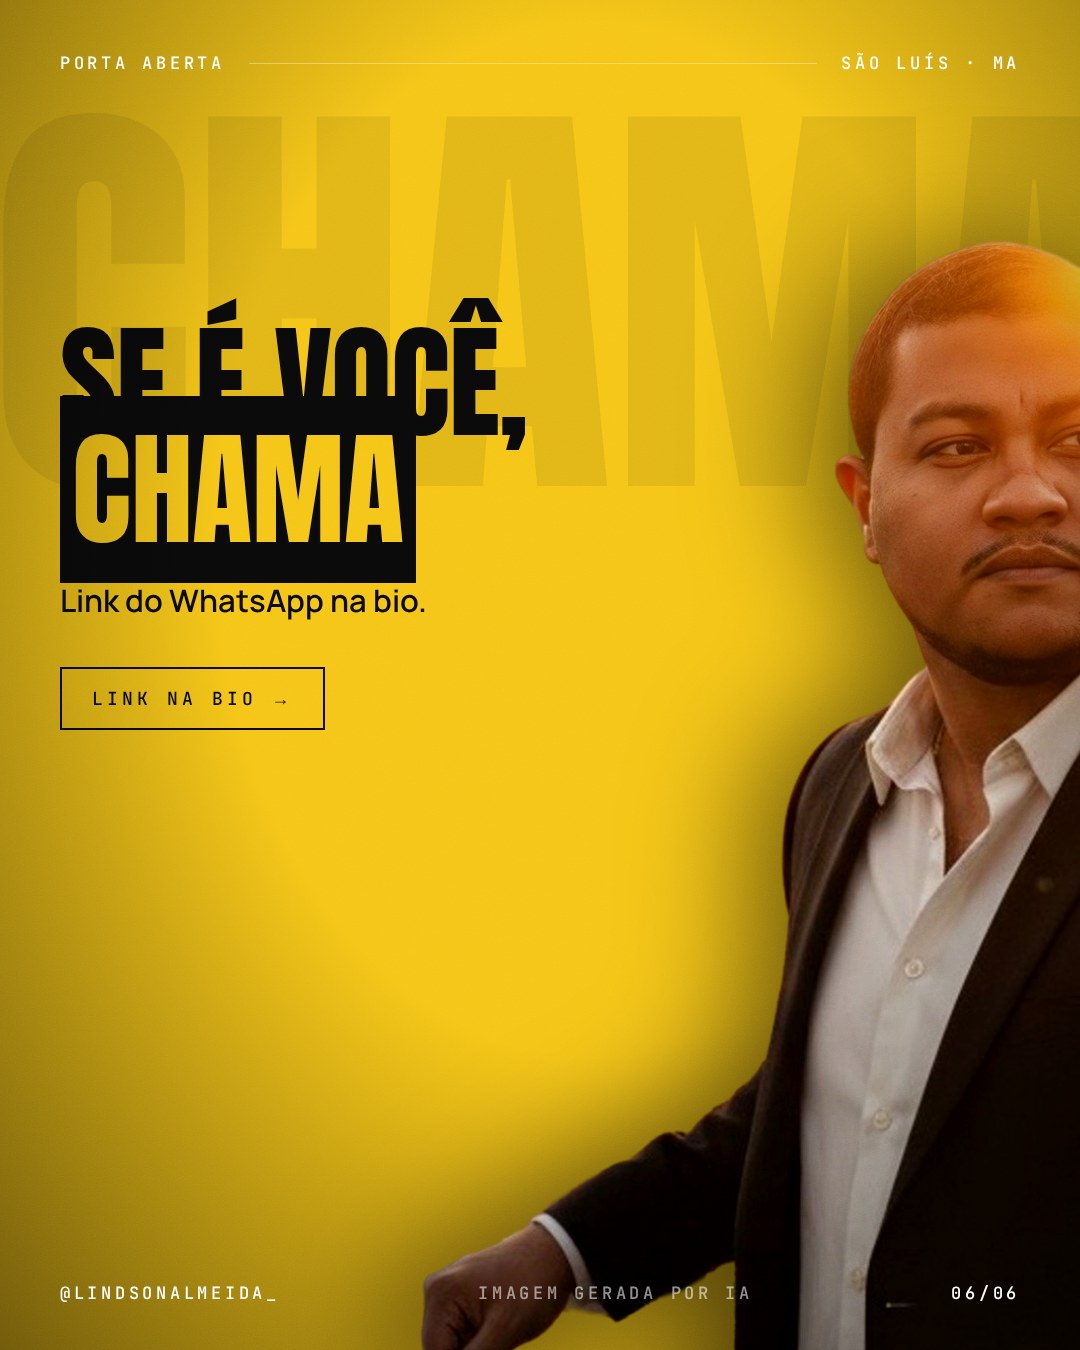 PORTA ABERTA
SÃO LUÍS · MA
CHAMA
SE É VOCÊ,
CHAMA
Link do WhatsApp na bio.
LINK NA BIO →
@LINDSONALMEIDA_
IMAGEM GERADA POR IA
06/06